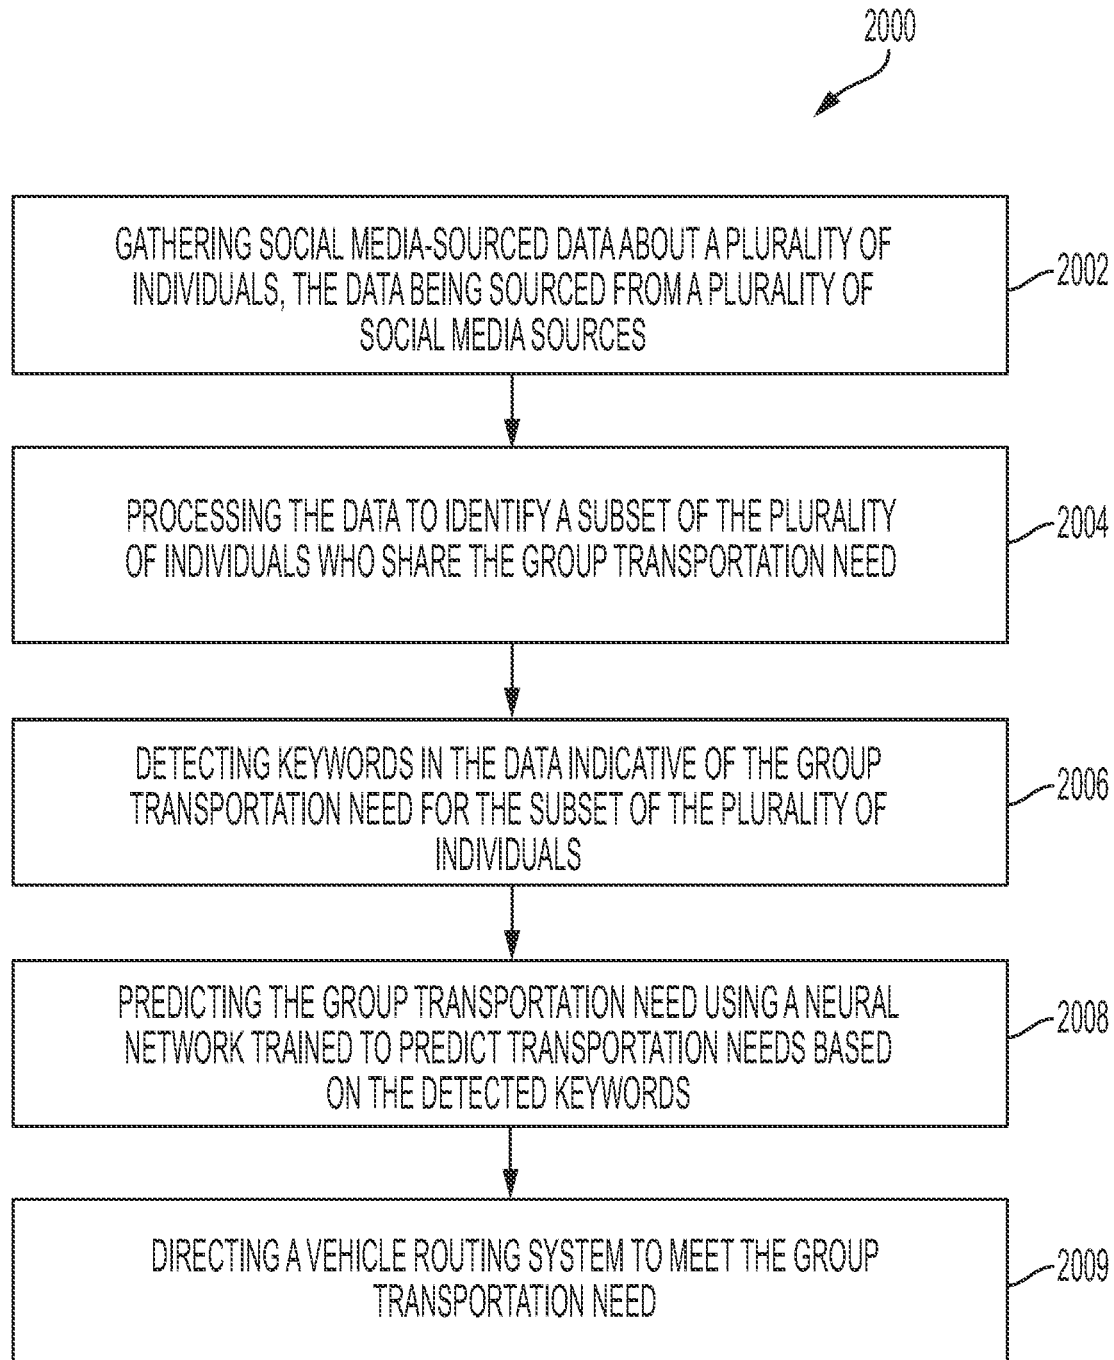 2000
GATHERING SOCIAL MEDIA-SOURCED DATA ABOUT A PLURALITY OF
INDIVIDUALS, THE DATA BEING SOURCED FROM A PLURALITY OF
SOCIAL MEDIA SOURCES
2002
PROCESSING THE DATA TO IDENTIFY A SUBSET OF THE PLURALITY
OF INDIVIDUALS WHO SHARE THE GROUP TRANSPORTATION NEED
2004
DETECTING KEYWORDS IN THE DATA INDICATIVE OF THE GROUP
TRANSPORTATION NEED FOR THE SUBSET OF THE PLURALITY OF
INDIVIDUALS
2006
PREDICTING THE GROUP TRANSPORTATION NEED USING A NEURAL
NETWORK TRAINED TO PREDICT TRANSPORTATION NEEDS BASED
ON THE DETECTED KEYWORDS
2008
DIRECTING A VEHICLE ROUTING SYSTEM TO MEET THE GROUP
TRANSPORTATION NEED
2009